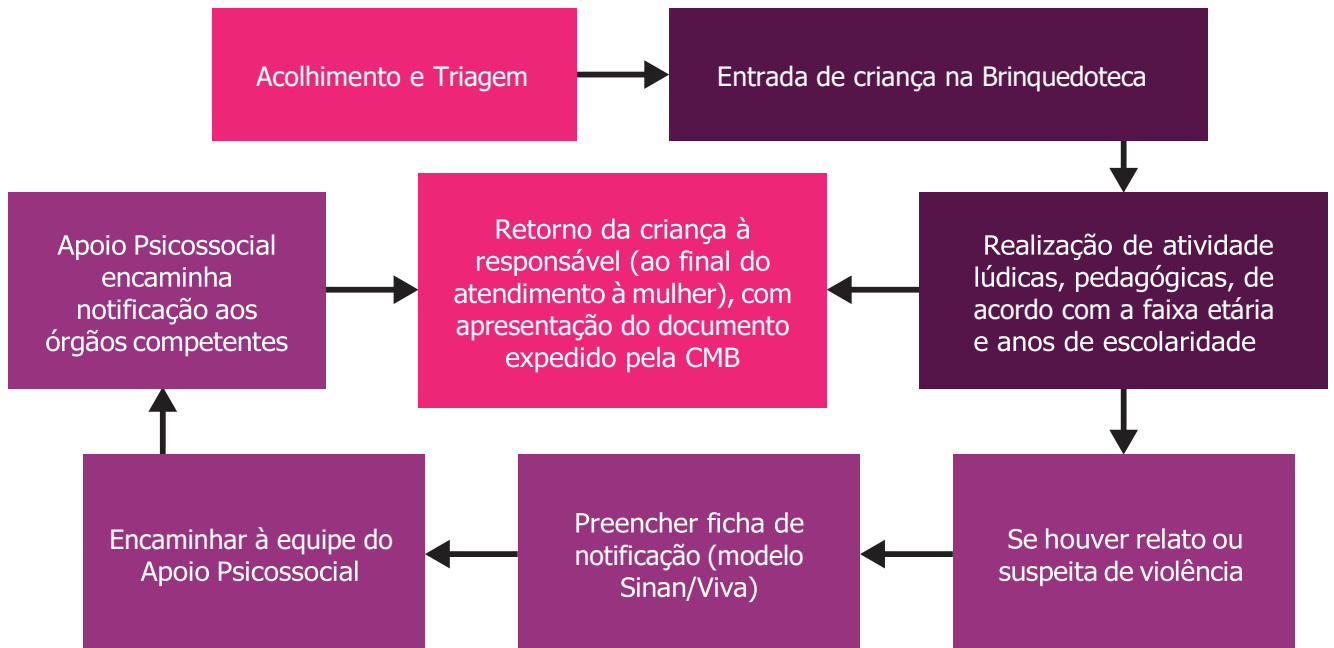 Acolhimento e Triagem
Entrada de criança na Brinquedoteca
Realização de atividade
lúdicas, pedagógicas, de
acordo com a faixa etária
e anos de escolaridade
Retorno da criança à
responsável (ao final do
atendimento à mulher), com
apresentação do documento
expedido pela CMB
Se houver relato ou
suspeita de violência
Preencher ficha de
notificação (modelo
Sinan/Viva)
Encaminhar à equipe do
Apoio Psicossocial
Apoio Psicossocial
encaminha
notificação aos
órgãos competentes